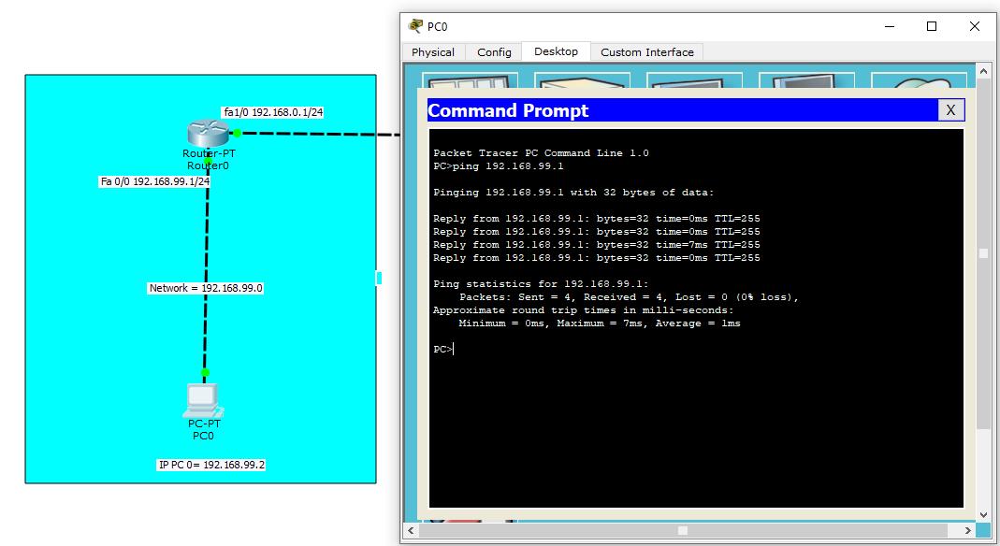 fa1/0 192.168.0.1/24
Router-PT
Router0
Fa 0/0 192.168.99.1/24
Network = 192.168.99.0
PC-PT
PC0
IP PC 0= 192.168.99.2
PC0
Physical Config Desktop Custom Interface
Command Prompt X
Packet Tracer PC Command Line 1.0
PC>ping 192.168.99.1
Pinging 192.168.99.1 with 32 bytes of data:
Reply from 192.168.99.1: bytes=32 time=0ms TTL=255
Reply from 192.168.99.1: bytes=32 time=0ms TTL=255
Reply from 192.168.99.1: bytes=32 time=7ms TTL=255
Reply from 192.168.99.1: bytes=32 time=0ms TTL=255
Ping statistics for 192.168.99.1:
Packets: Sent = 4, Received = 4, Lost = 0 (0% loss),
Approximate round trip times in milli-seconds:
Minimum = 0ms, Maximum = 7ms, Average = 1ms
PC>